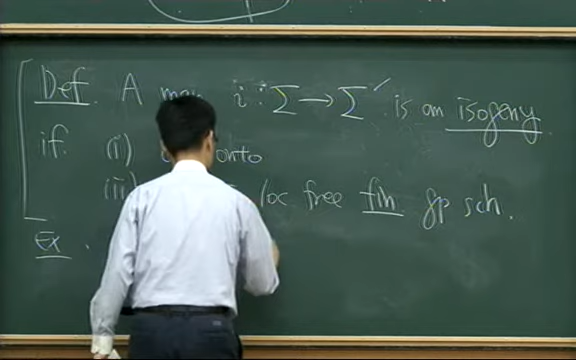 Def. A map i : Σ → Σ' is an isogeny
if (i) onto
(ii) loc free fin gp sch.
Ex.